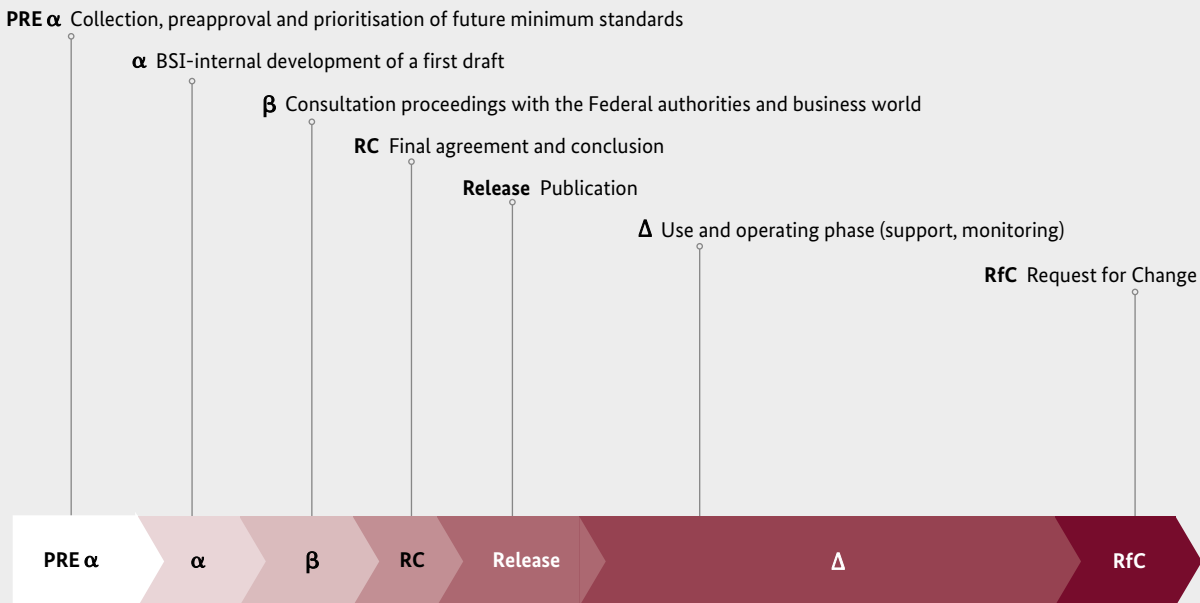 PRE α Collection, preapproval and prioritisation of future minimum standards
α BSI-internal development of a first draft
β Consultation proceedings with the Federal authorities and business world
RC Final agreement and conclusion
Release Publication
Δ Use and operating phase (support, monitoring)
RfC Request for Change
PRE α α β RC Release Δ RfC